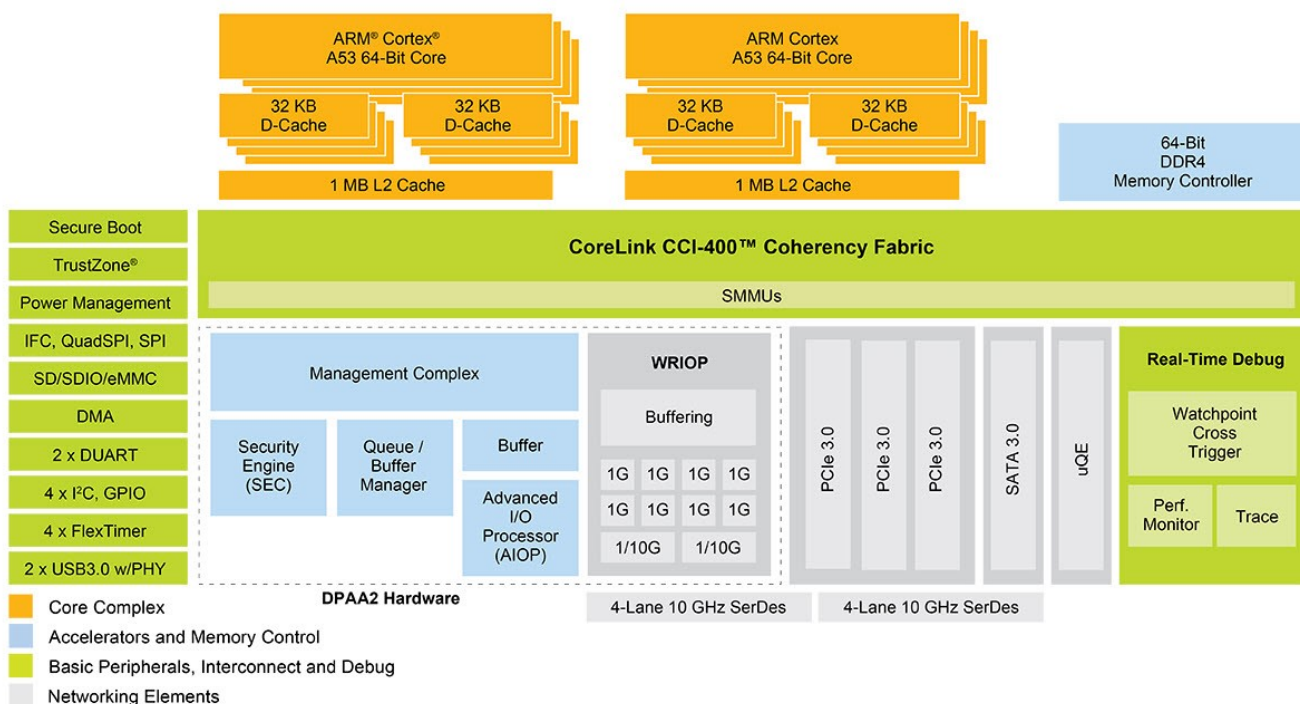 ARM® Cortex®
A53 64-Bit Core
32 KB
D-Cache
32 KB
D-Cache
1 MB L2 Cache
ARM Cortex
A53 64-Bit Core
32 KB
D-Cache
32 KB
D-Cache
1 MB L2 Cache
64-Bit
DDR4
Memory Controller
Secure Boot
TrustZone®
Power Management
IFC, QuadSPI, SPI
SD/SDIO/eMMC
DMA
2 x DUART
4 x I²C, GPIO
4 x FlexTimer
2 x USB3.0 w/PHY
CoreLink CCI-400™ Coherency Fabric
SMMUs
Management Complex
Security
Engine
(SEC)
Queue /
Buffer
Manager
Buffer
Advanced
I/O
Processor
(AIOP)
DPAA2 Hardware
WRIOP
Buffering
1G 1G 1G 1G
1G 1G 1G 1G
1/10G 1/10G
PCIe 3.0
PCIe 3.0
PCIe 3.0
SATA 3.0
uQE
Real-Time Debug
Watchpoint
Cross
Trigger
Perf.
Monitor
Trace
4-Lane 10 GHz SerDes
4-Lane 10 GHz SerDes
Core Complex
Accelerators and Memory Control
Basic Peripherals, Interconnect and Debug
Networking Elements